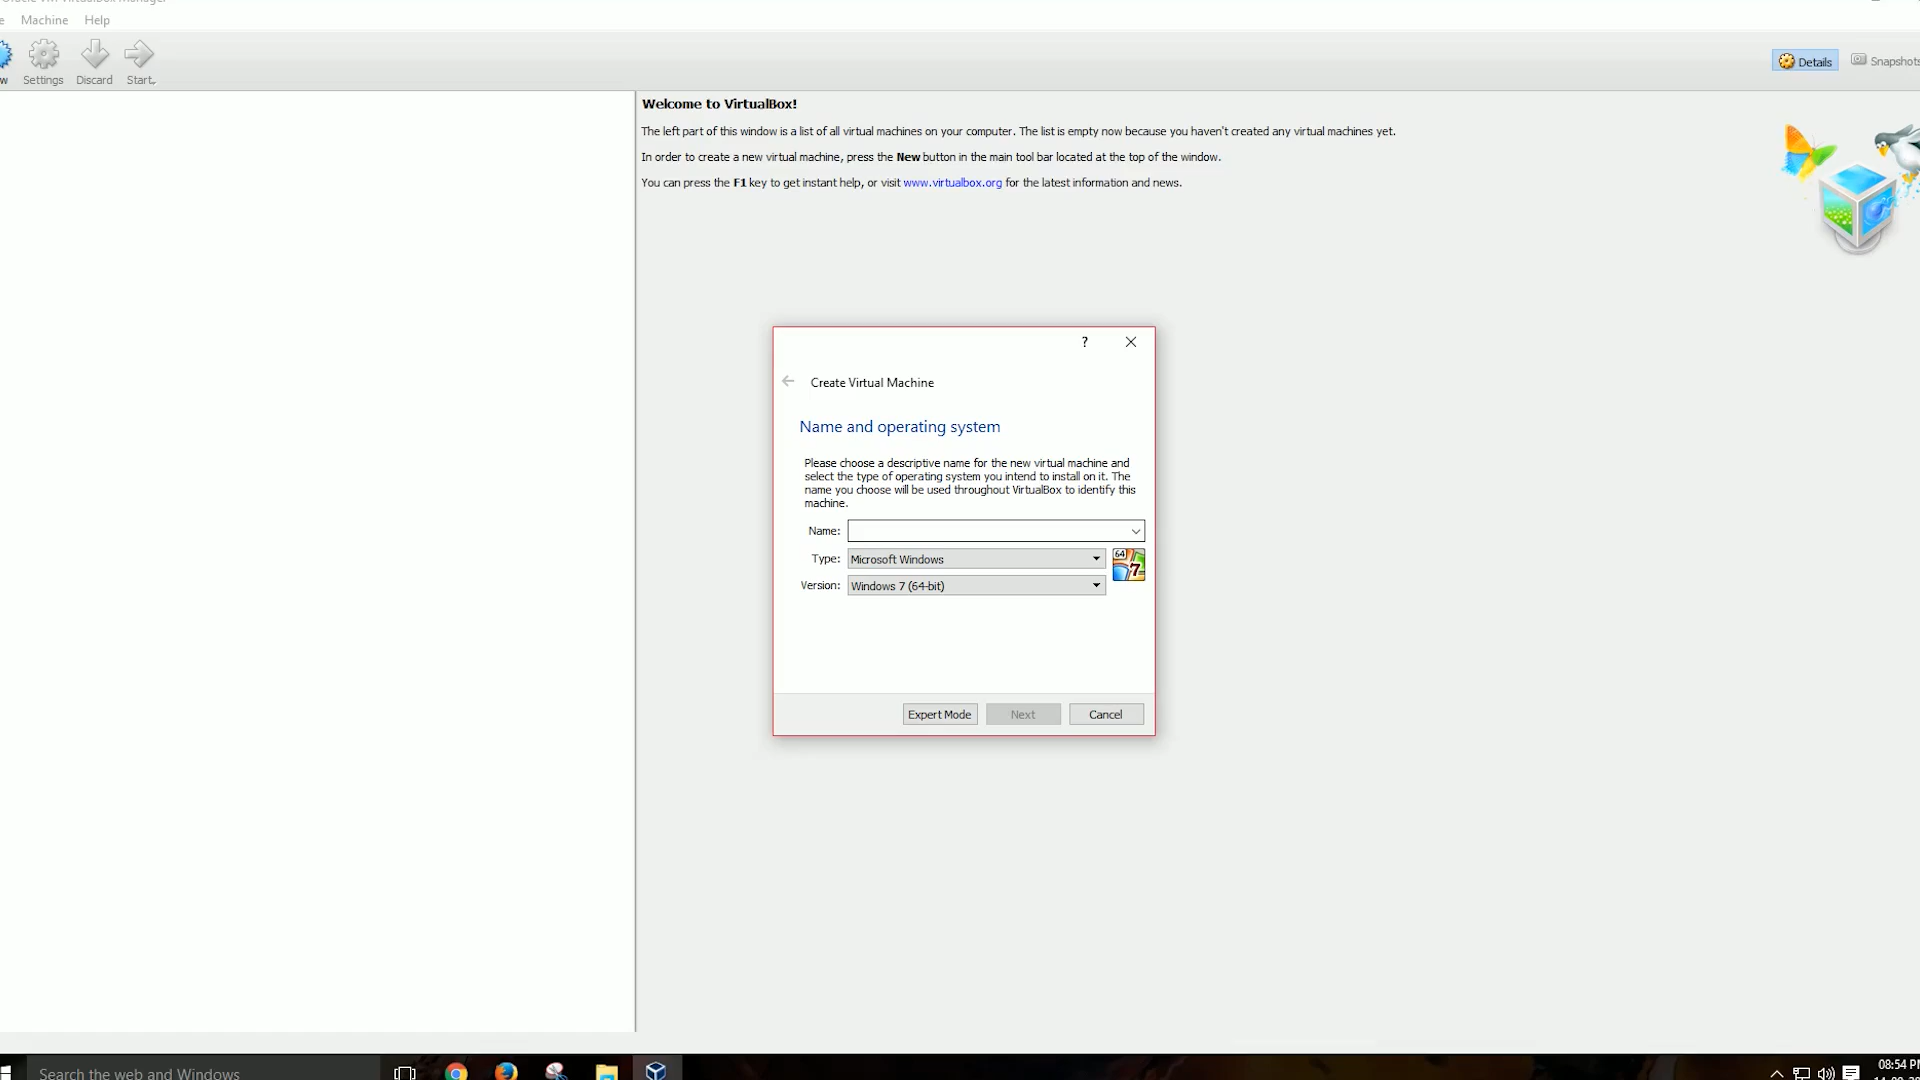 Machine Help
Settings Discard Start
Details Snapshots
Welcome to VirtualBox!
The left part of this window is a list of all virtual machines on your computer. The list is empty now because you haven't created any virtual machines yet.
In order to create a new virtual machine, press the New button in the main tool bar located at the top of the window.
You can press the F1 key to get instant help, or visit www.virtualbox.org for the latest information and news.
?
Create Virtual Machine
Name and operating system
Please choose a descriptive name for the new virtual machine and
select the type of operating system you intend to install on it. The
name you choose will be used throughout VirtualBox to identify this
machine.
Name:
Type: Microsoft Windows
64
7
Version: Windows 7 (64-bit)
Expert Mode Next Cancel
Search the web and Windows
08:54 PM